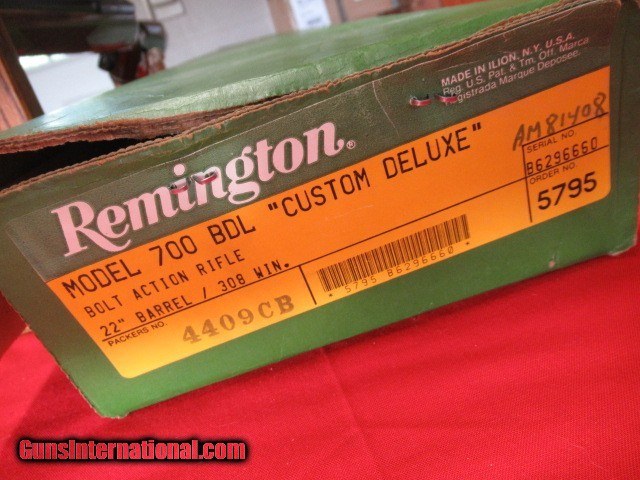 MADE IN ILION, N.Y. U.S.A.
Reg. U.S. Pat. & Tm. Off. Marca
Registrada Marque Deposee.
Remington®
MODEL 700 BDL "CUSTOM DELUXE"
BOLT ACTION RIFLE
22" BARREL / 308 WIN.
PACKERS NO.
4409CB
* 5795 B6296660 *
AM81408
SERIAL NO.
B6296660
ORDER NO.
5795
GunsInternational.com